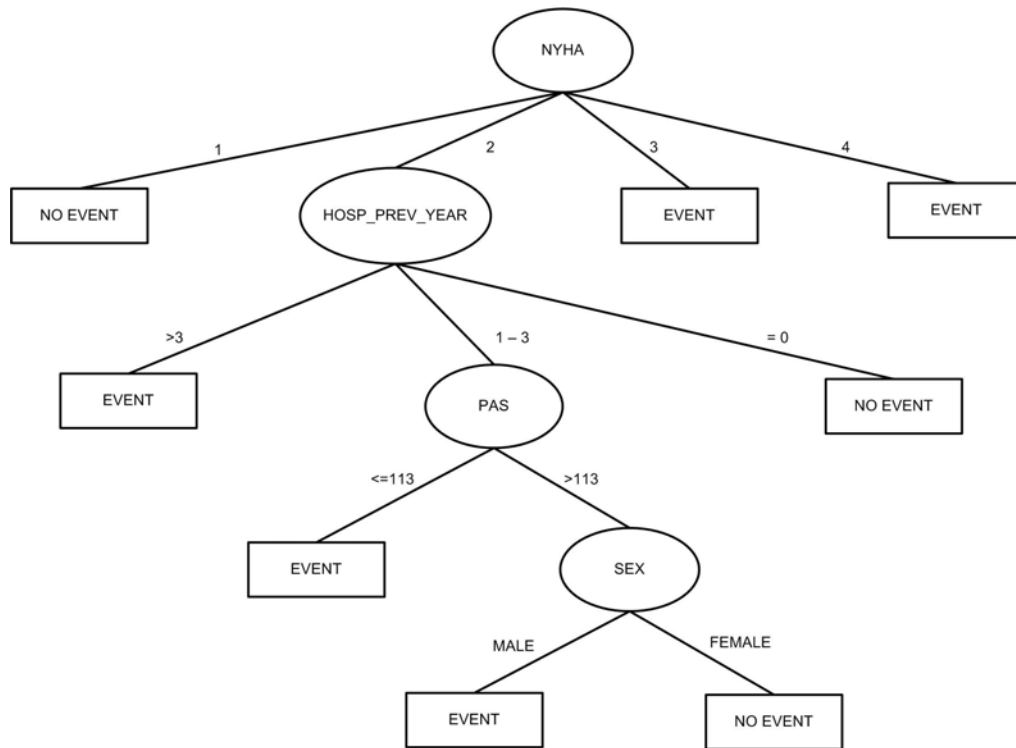 NYHA
1
2
3
4
NO EVENT
HOSP_PREV_YEAR
EVENT
EVENT
>3
1 – 3
= 0
EVENT
PAS
NO EVENT
<=113
>113
EVENT
SEX
MALE
FEMALE
EVENT
NO EVENT